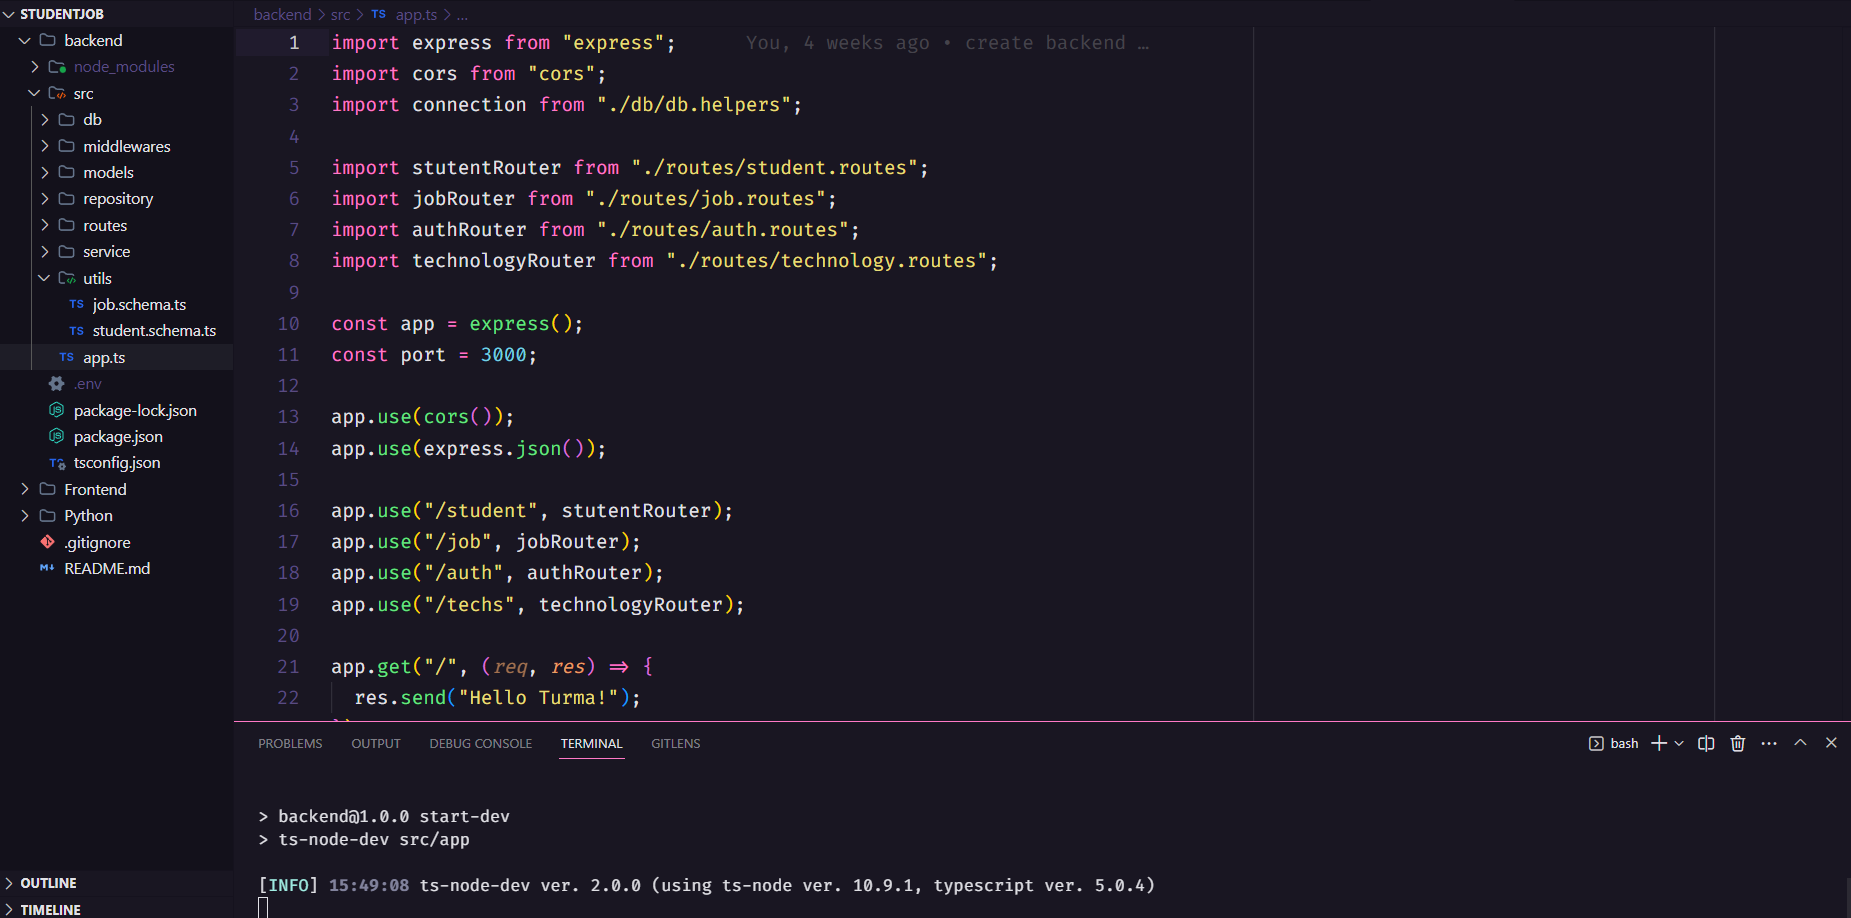 STUDENTJOB
backend
node_modules
src
db
middlewares
models
repository
routes
service
utils
TS job.schema.ts
TS student.schema.ts
TS app.ts
.env
package-lock.json
package.json
tsconfig.json
Frontend
Python
.gitignore
README.md
OUTLINE
TIMELINE
backend > src > TS app.ts > ...
1 import express from "express"; You, 4 weeks ago • create backend …
2 import cors from "cors";
3 import connection from "./db/db.helpers";
4
5 import stutentRouter from "./routes/student.routes";
6 import jobRouter from "./routes/job.routes";
7 import authRouter from "./routes/auth.routes";
8 import technologyRouter from "./routes/technology.routes";
9
10 const app = express();
11 const port = 3000;
12
13 app.use(cors());
14 app.use(express.json());
15
16 app.use("/student", stutentRouter);
17 app.use("/job", jobRouter);
18 app.use("/auth", authRouter);
19 app.use("/techs", technologyRouter);
20
21 app.get("/", (req, res) => {
22 res.send("Hello Turma!");
PROBLEMS OUTPUT DEBUG CONSOLE TERMINAL GITLENS bash
> backend@1.0.0 start-dev
> ts-node-dev src/app
[INFO] 15:49:08 ts-node-dev ver. 2.0.0 (using ts-node ver. 10.9.1, typescript ver. 5.0.4)